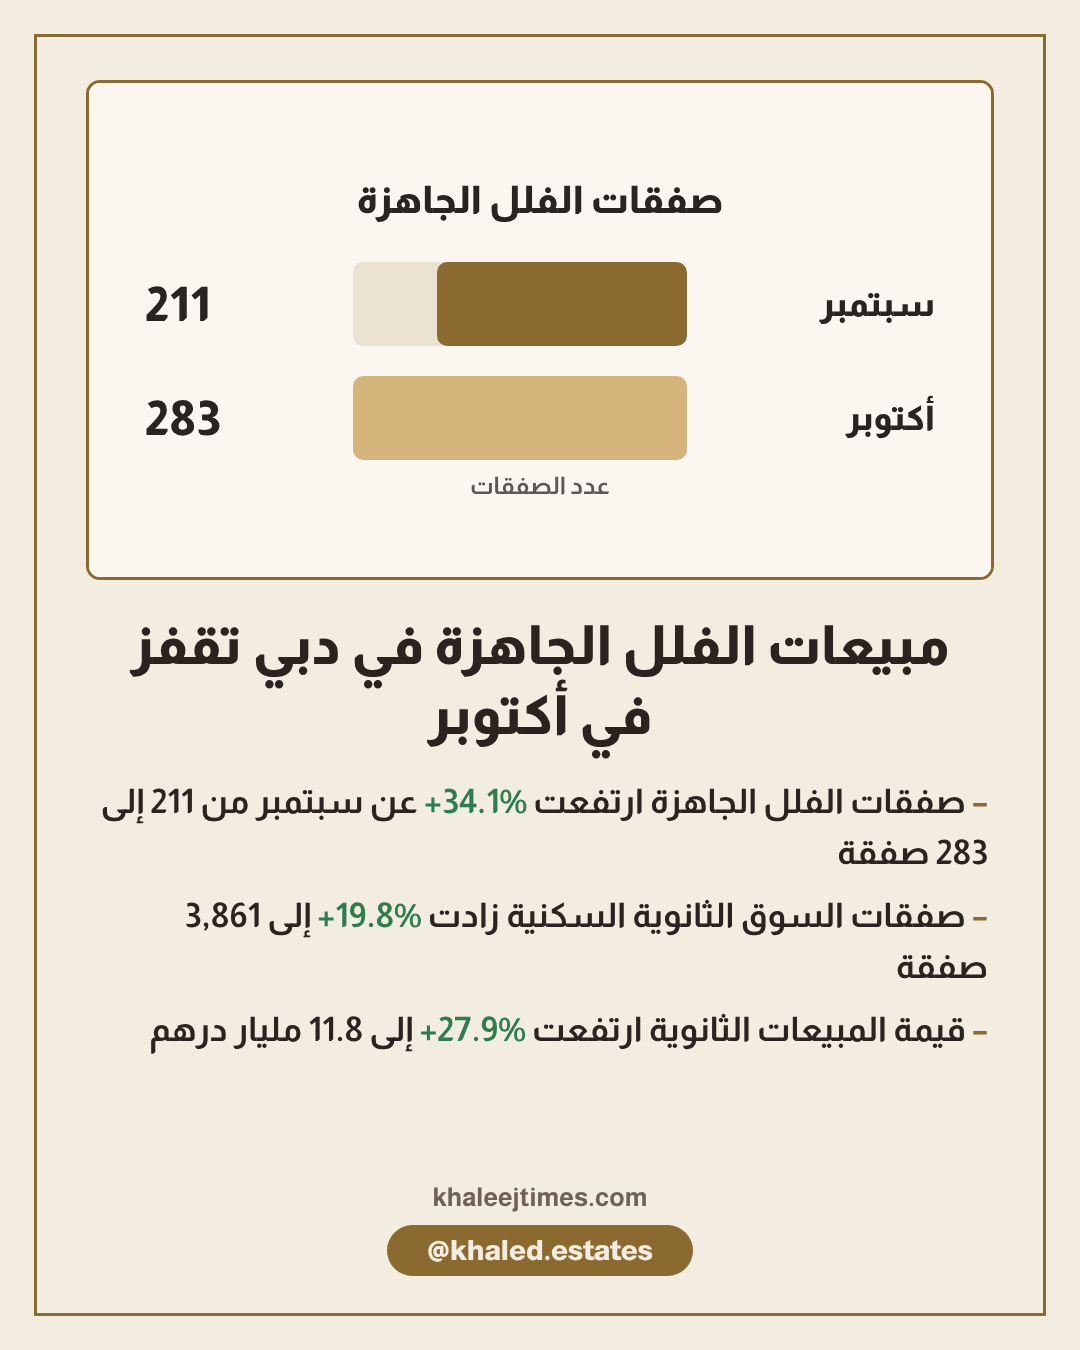 صفقات الفلل الجاهزة
سبتمبر 211
أكتوبر 283
عدد الصفقات
مبيعات الفلل الجاهزة في دبي تقفز
في أكتوبر
– صفقات الفلل الجاهزة ارتفعت +34.1% عن سبتمبر من 211 إلى
283 صفقة
– صفقات السوق الثانوية السكنية زادت +19.8% إلى 3,861
صفقة
– قيمة المبيعات الثانوية ارتفعت +27.9% إلى 11.8 مليار درهم
khaleejtimes.com
@khaled.estates